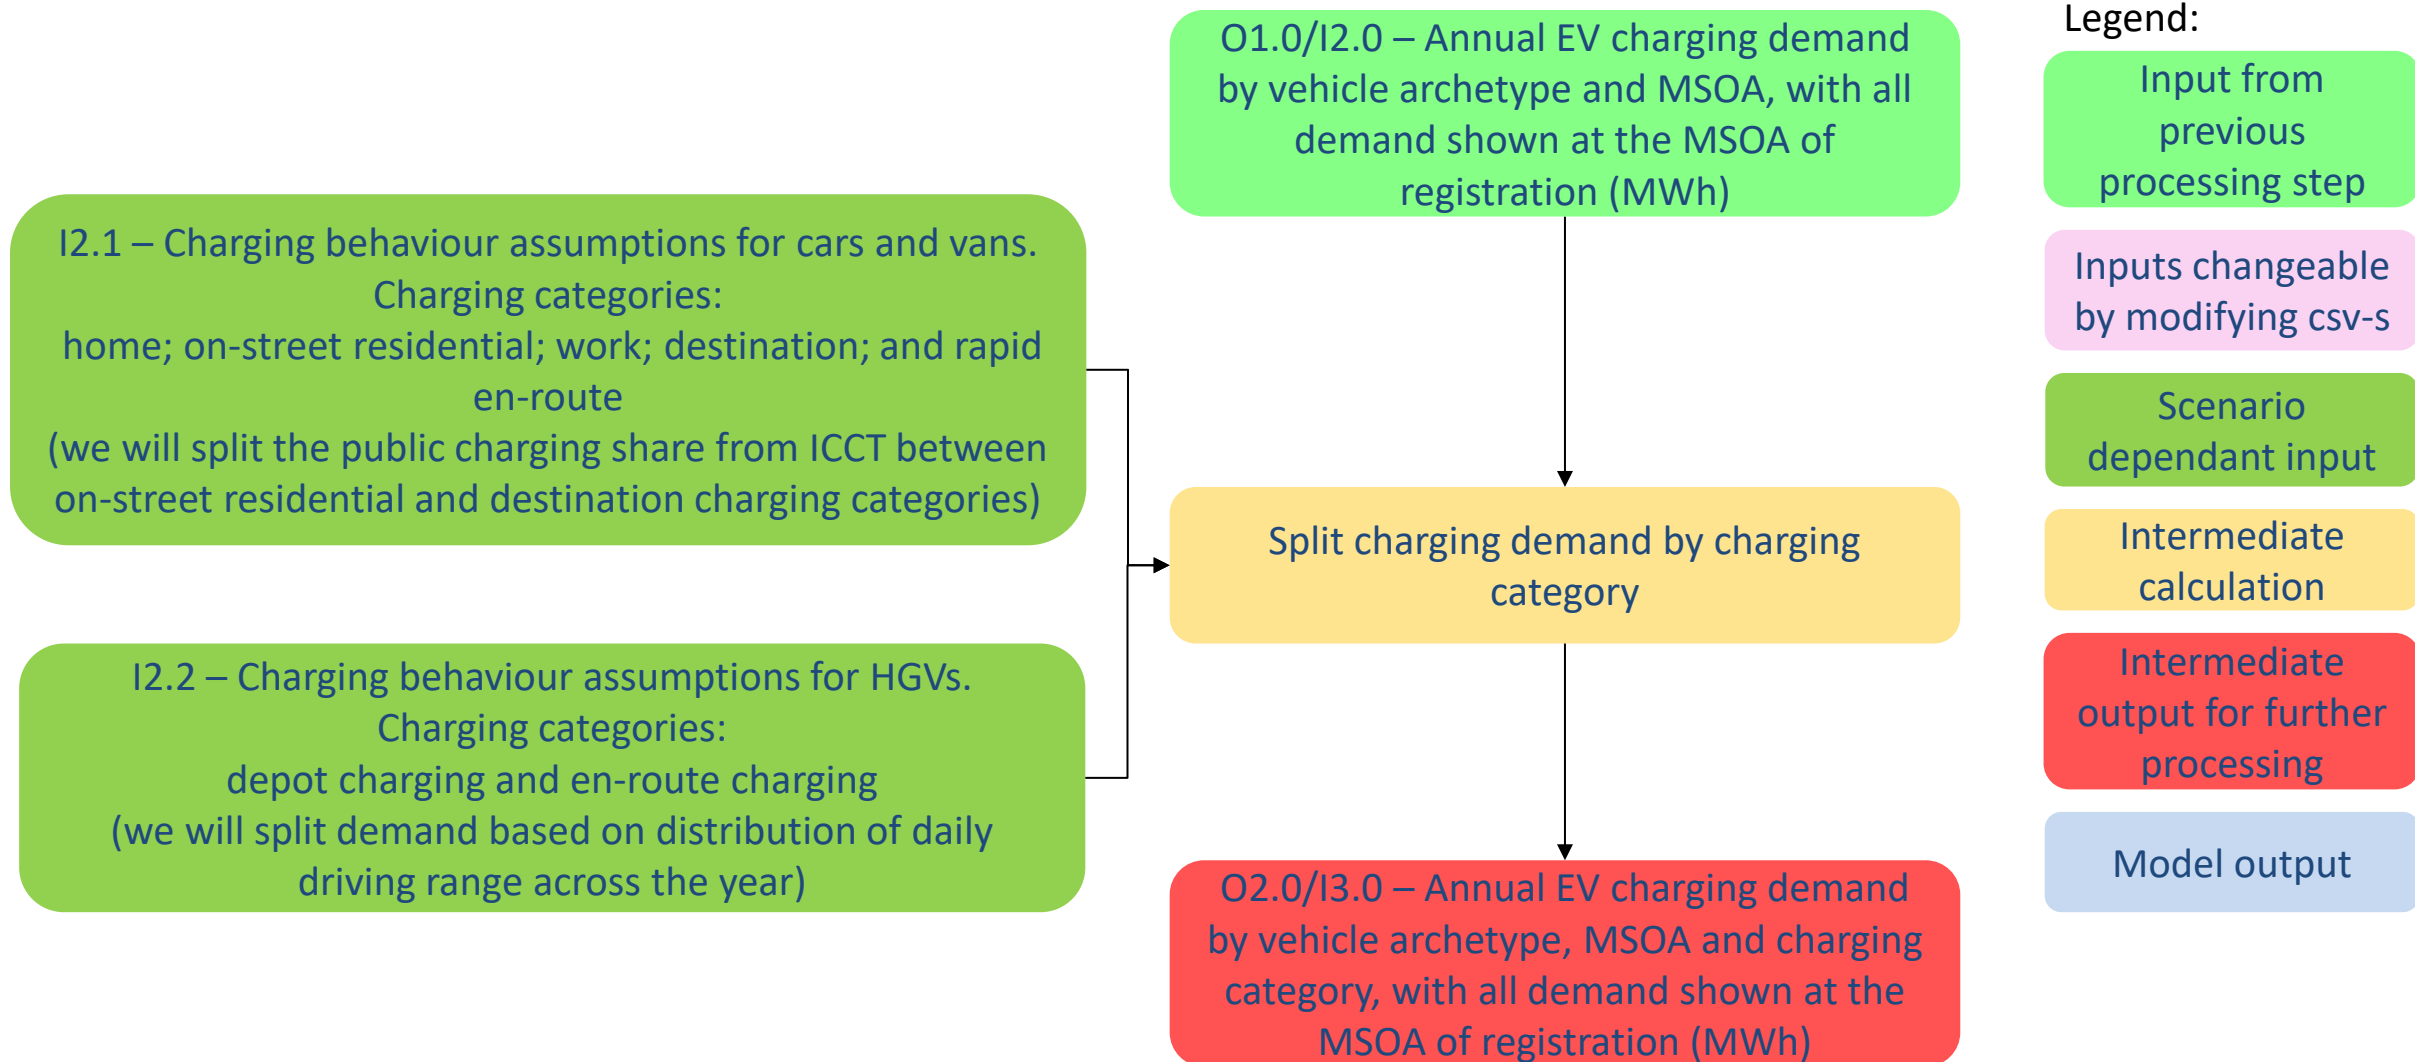 O1.0/I2.0 – Annual EV charging demand
by vehicle archetype and MSOA, with all
demand shown at the MSOA of
registration (MWh)
I2.1 – Charging behaviour assumptions for cars and vans.
Charging categories:
home; on-street residential; work; destination; and rapid
en-route
(we will split the public charging share from ICCT between
on-street residential and destination charging categories)
Split charging demand by charging
category
I2.2 – Charging behaviour assumptions for HGVs.
Charging categories:
depot charging and en-route charging
(we will split demand based on distribution of daily
driving range across the year)
O2.0/I3.0 – Annual EV charging demand
by vehicle archetype, MSOA and charging
category, with all demand shown at the
MSOA of registration (MWh)
Legend:
Input from
previous
processing step
Inputs changeable
by modifying csv-s
Scenario
dependant input
Intermediate
calculation
Intermediate
output for further
processing
Model output